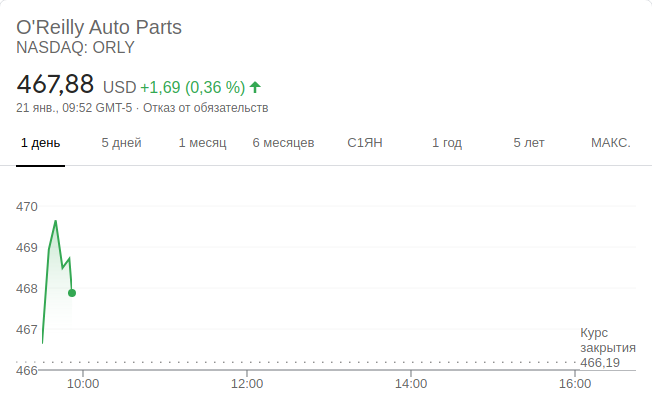 O'Reilly Auto Parts
NASDAQ: ORLY
467,88 USD +1,69 (0,36 %)
21 янв., 09:52 GMT-5 · Отказ от обязательств
1 день 5 дней 1 месяц 6 месяцев С1ЯН 1 год 5 лет МАКС.
470
469
468
467
Курс
закрытия
466,19
466
10:00 12:00 14:00 16:00